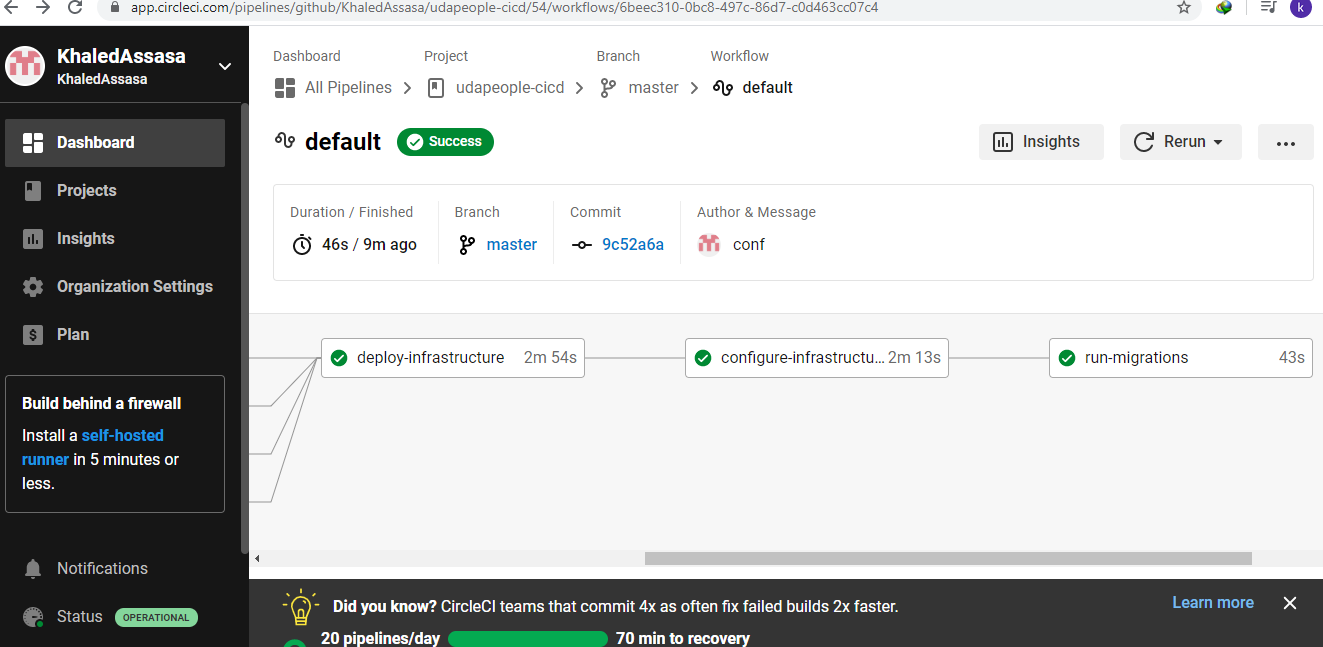 app.circleci.com/pipelines/github/KhaledAssasa/udapeople-cicd/54/workflows/6beec310-0bc8-497c-86d7-c0d463cc07c4
k
KhaledAssasa
KhaledAssasa
Dashboard
Projects
Insights
Organization Settings
Plan
Build behind a firewall
Install a self-hosted
runner in 5 minutes or
less.
Notifications
Status OPERATIONAL
Dashboard Project Branch Workflow
All Pipelines udapeople-cicd master default
default Success Insights Rerun ...
Duration / Finished Branch Commit Author & Message
46s / 9m ago master 9c52a6a conf
deploy-infrastructure 2m 54s configure-infrastructu... 2m 13s run-migrations 43s
Did you know? CircleCI teams that commit 4x as often fix failed builds 2x faster. Learn more
20 pipelines/day 70 min to recovery